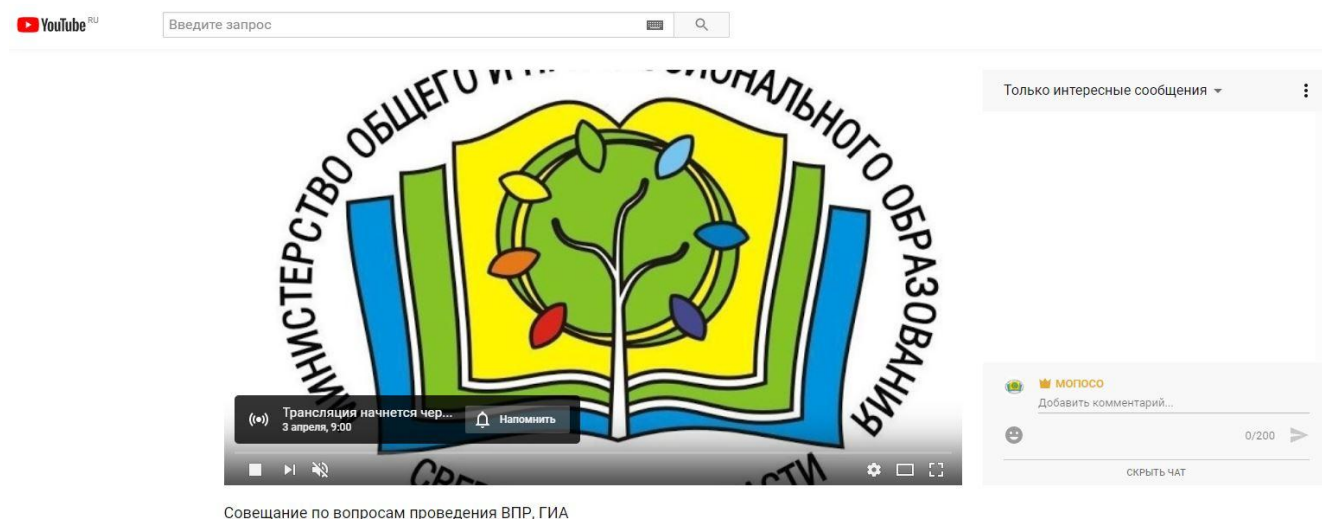 YouTube RU
Введите запрос
МИНИСТЕРСТВО ОБЩЕГО И ОНАЛЬНОГО ОБРАЗОВАНИЯ
Трансляция начнется чер...
3 апреля, 9:00
Напомнить
Совещание по вопросам проведения ВПР, ГИА
Только интересные сообщения
МОПОСО
Добавить комментарий...
0/200
СКРЫТЬ ЧАТ